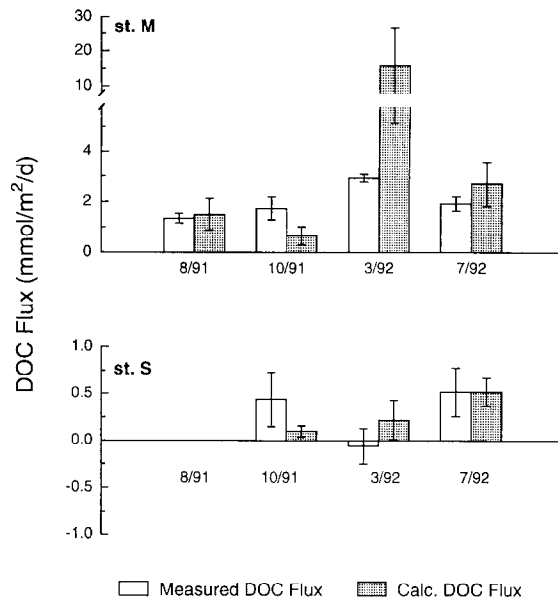 st. M
30
20
10
4
2
0
8/91 10/91 3/92 7/92
DOC Flux (mmol/m²/d)
st. S
1.0
0.5
0.0
-0.5
-1.0
8/91 10/91 3/92 7/92
Measured DOC Flux Calc. DOC Flux